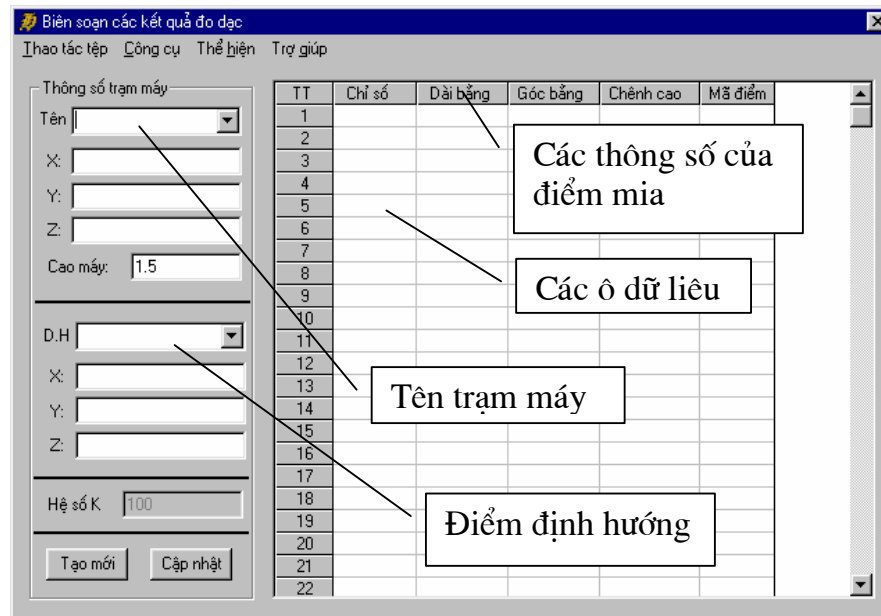 Biên soạn các kết quả đo dạc
Thao tác tệp Công cụ Thể hiện Trợ giúp
Thông số trạm máy
Tên
X:
Y:
Z:
Cao máy: 1.5
D.H
X:
Y:
Z:
Hệ số K 100
Tạo mới Cập nhật
TT Chỉ số Dài bằng Góc bằng Chênh cao Mã điểm
1
2
3
4
5
6
7
8
9
10
11
12
13
14
15
16
17
18
19
20
21
22
Các thông số của
điểm mia
Các ô dữ liêu
Tên trạm máy
Điểm định hướng